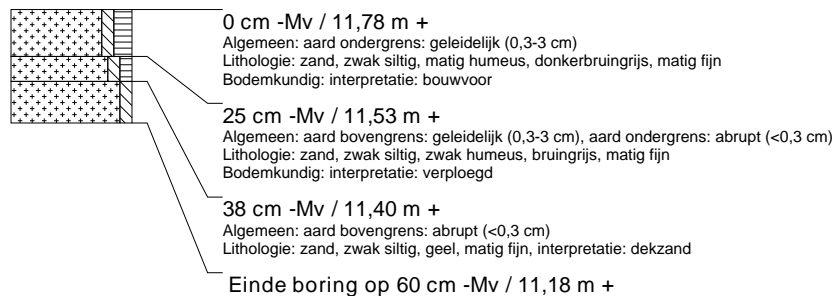 0 cm -Mv / 11,78 m +
Algemeen: aard ondergrens: geleidelijk (0,3-3 cm)
Lithologie: zand, zwak siltig, matig humeus, donkerbruingrijs, matig fijn
Bodemkundig: interpretatie: bouwvoor
25 cm -Mv / 11,53 m +
Algemeen: aard bovengrens: geleidelijk (0,3-3 cm), aard ondergrens: abrupt (<0,3 cm)
Lithologie: zand, zwak siltig, zwak humeus, bruingrijs, matig fijn
Bodemkundig: interpretatie: verploegd
38 cm -Mv / 11,40 m +
Algemeen: aard bovengrens: abrupt (<0,3 cm)
Lithologie: zand, zwak siltig, geel, matig fijn, interpretatie: dekzand
Einde boring op 60 cm -Mv / 11,18 m +